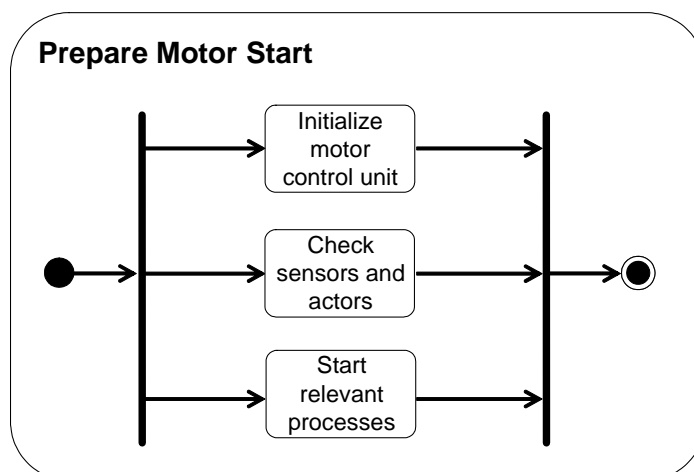 Prepare Motor Start
Initialize
motor
control unit
Check
sensors and
actors
Start
relevant
processes